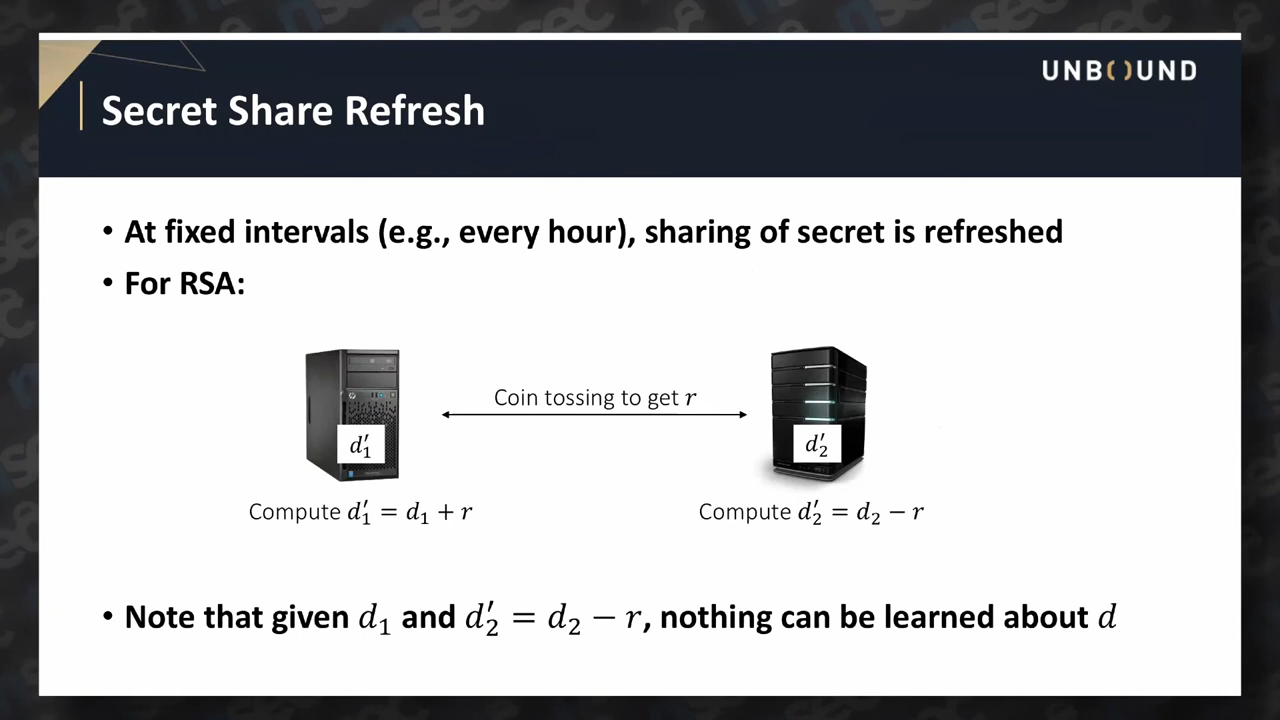 UNBOUND
Secret Share Refresh
• At fixed intervals (e.g., every hour), sharing of secret is refreshed
• For RSA:
Coin tossing to get r
d′₁
d′₂
Compute d′₁ = d₁ + r
Compute d′₂ = d₂ − r
• Note that given d₁ and d′₂ = d₂ − r, nothing can be learned about d